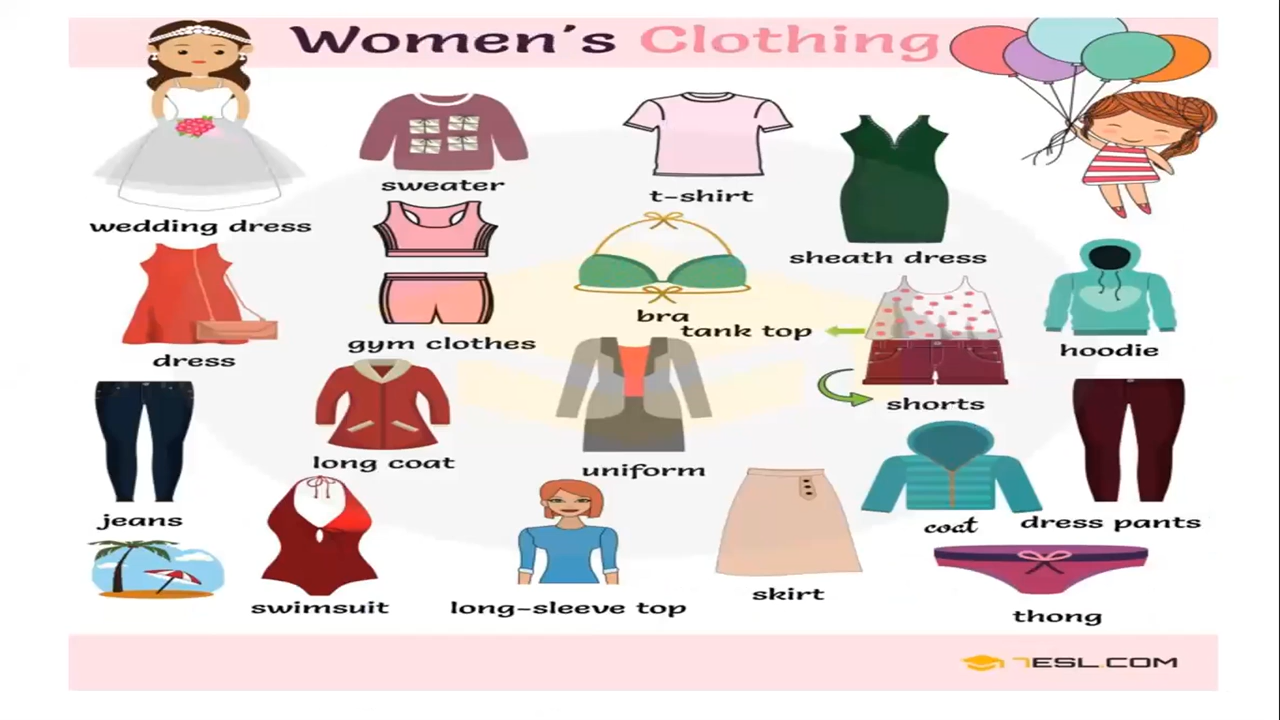 Women's Clothing
sweater
t-shirt
wedding dress
sheath dress
bra
tank top
gym clothes
hoodie
dress
shorts
long coat
uniform
jeans
coat
dress pants
swimsuit
long-sleeve top
skirt
thong
7ESL.COM